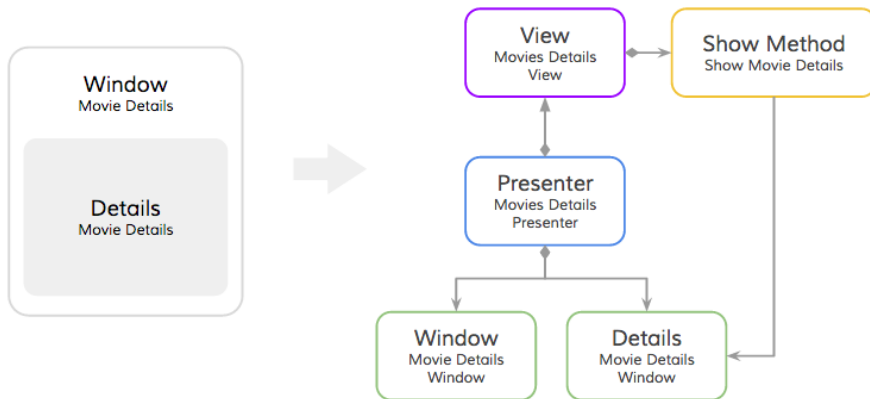 Window
Movie Details
Details
Movie Details
View
Movies Details
View
Show Method
Show Movie Details
Presenter
Movies Details
Presenter
Window
Movie Details
Window
Details
Movie Details
Window